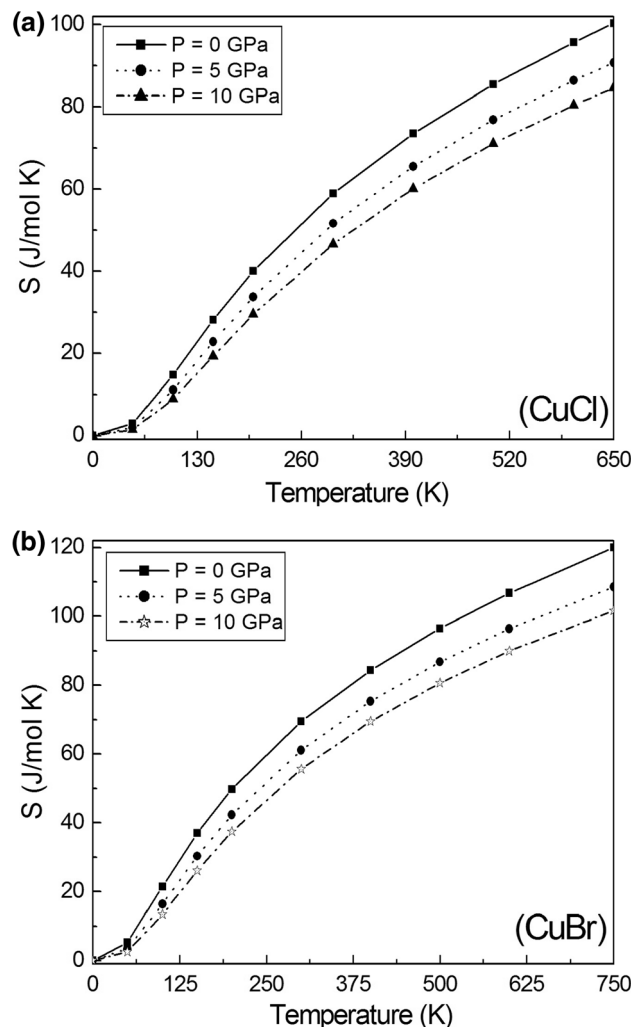 (a)
P = 0 GPa
P = 5 GPa
P = 10 GPa
S (J/mol K)
100
80
60
40
20
0
(CuCl)
0 130 260 390 520 650
Temperature (K)
(b)
P = 0 GPa
P = 5 GPa
P = 10 GPa
S (J/mol K)
120
100
80
60
40
20
0
(CuBr)
0 125 250 375 500 625 750
Temperature (K)